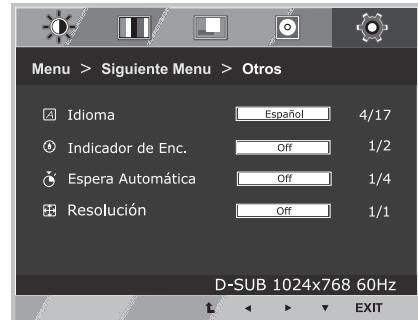 Menu > Siguiente Menu > Otros
Idioma Español 4/17
Indicador de Enc. Off 1/2
Espera Automática Off 1/4
Resolución Off 1/1
D-SUB 1024x768 60Hz
EXIT